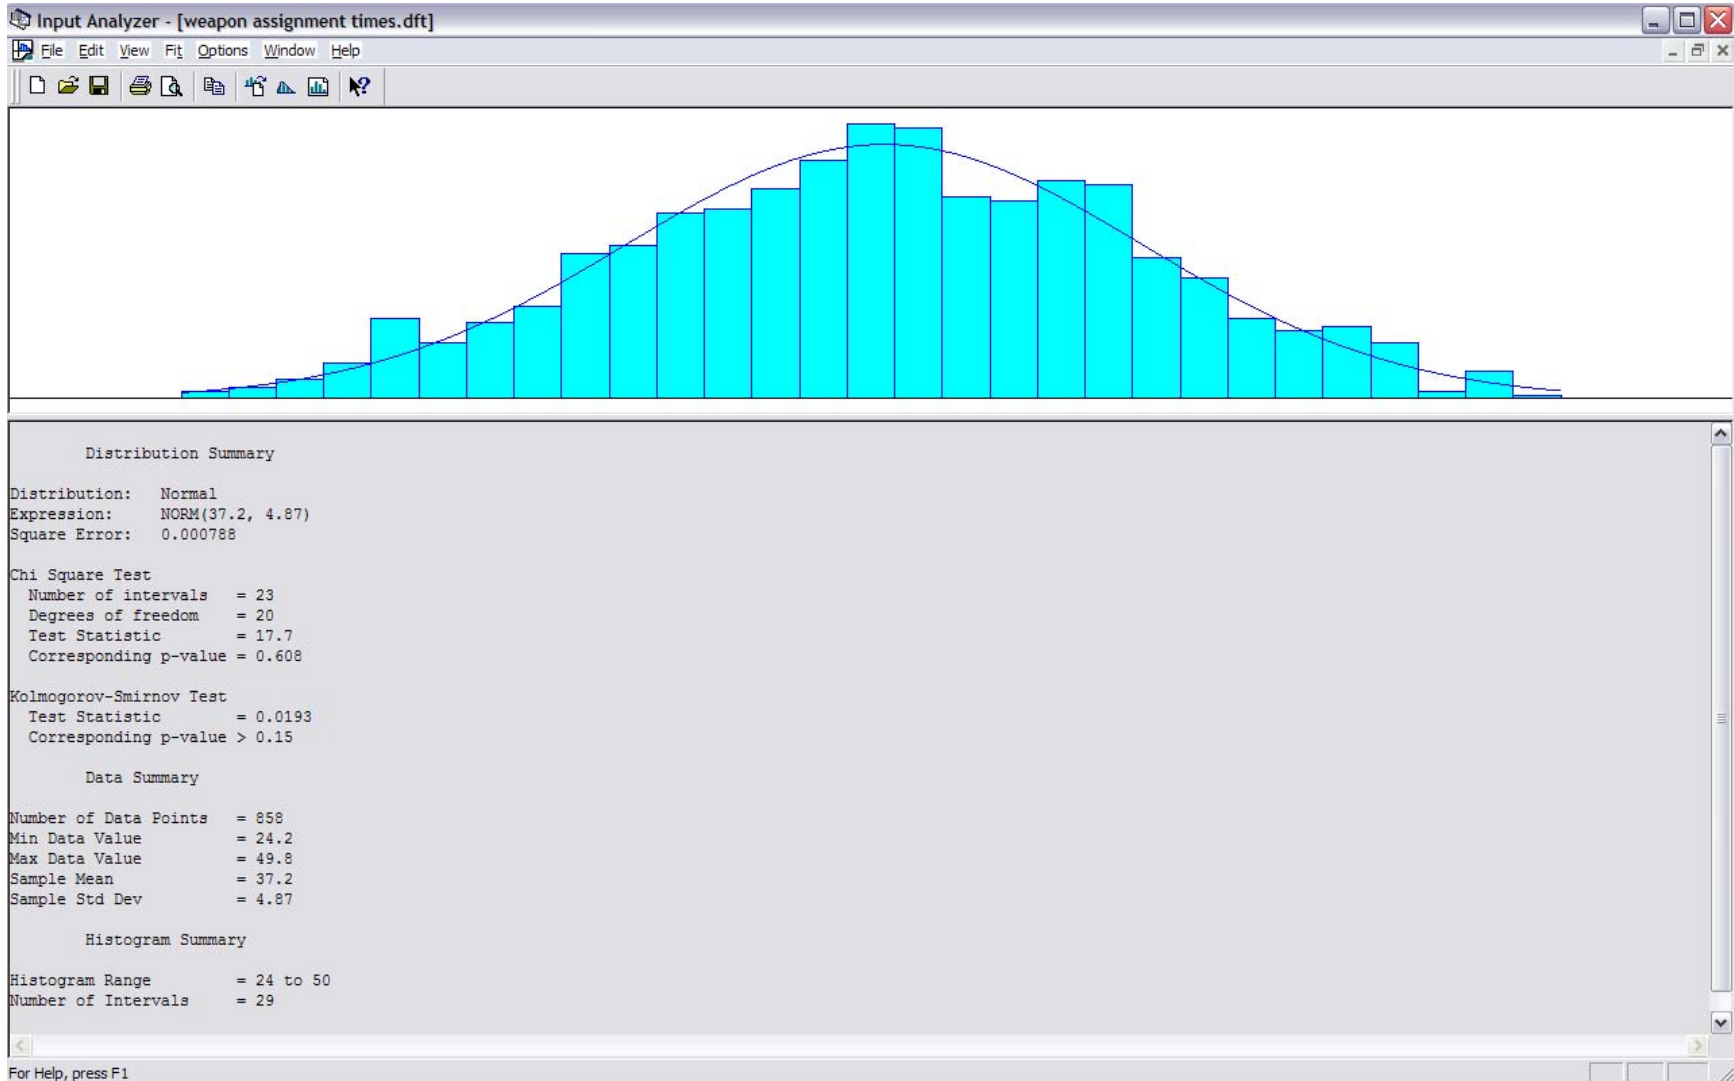 Input Analyzer - [weapon assignment times.dft]
File Edit View Fit Options Window Help
Distribution Summary
Distribution: Normal
Expression: NORM(37.2, 4.87)
Square Error: 0.000788
Chi Square Test
Number of intervals = 23
Degrees of freedom = 20
Test Statistic = 17.7
Corresponding p-value = 0.608
Kolmogorov-Smirnov Test
Test Statistic = 0.0193
Corresponding p-value > 0.15
Data Summary
Number of Data Points = 858
Min Data Value = 24.2
Max Data Value = 49.8
Sample Mean = 37.2
Sample Std Dev = 4.87
Histogram Summary
Histogram Range = 24 to 50
Number of Intervals = 29
For Help, press F1